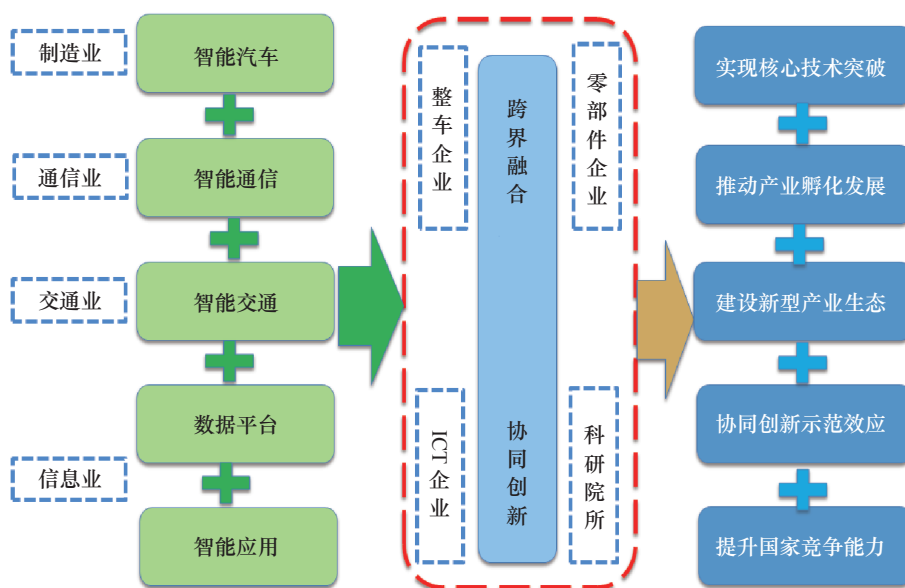 制造业
智能汽车
通信业
智能通信
交通业
智能交通
数据平台
信息业
智能应用
整车企业
跨界融合
零部件企业
ICT企业
协同创新
科研院所
实现核心技术突破
推动产业孵化发展
建设新型产业生态
协同创新示范效应
提升国家竞争能力